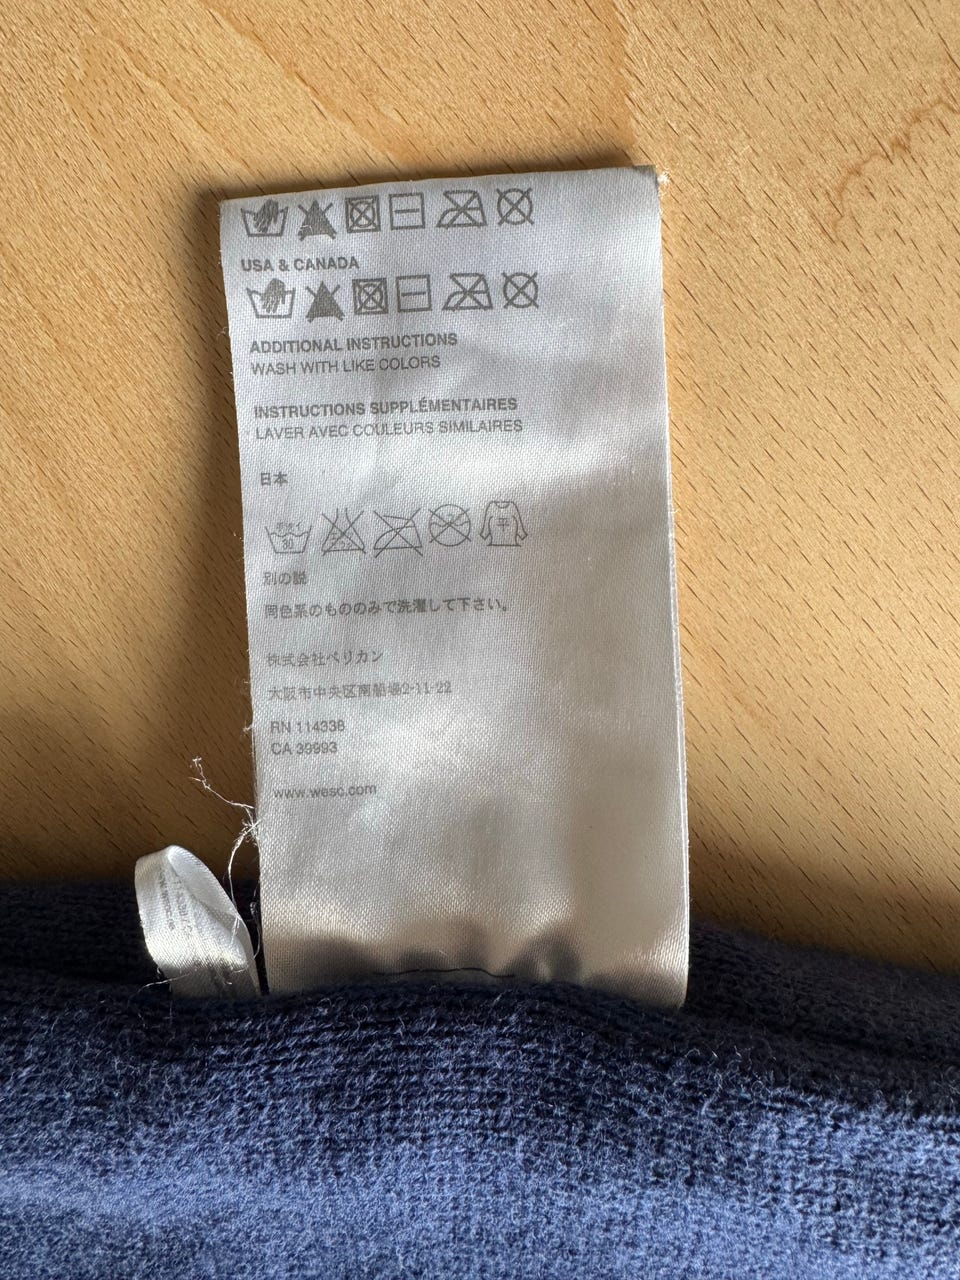 USA & CANADA
ADDITIONAL INSTRUCTIONS
WASH WITH LIKE COLORS
INSTRUCTIONS SUPPLÉMENTAIRES
LAVER AVEC COULEURS SIMILAIRES
日本
30
平
別の説
同色系のもののみで洗濯して下さい。
株式会社ペリカン
大阪市中央区南船場2-11-22
RN 114338
CA 39993
www.wesc.com